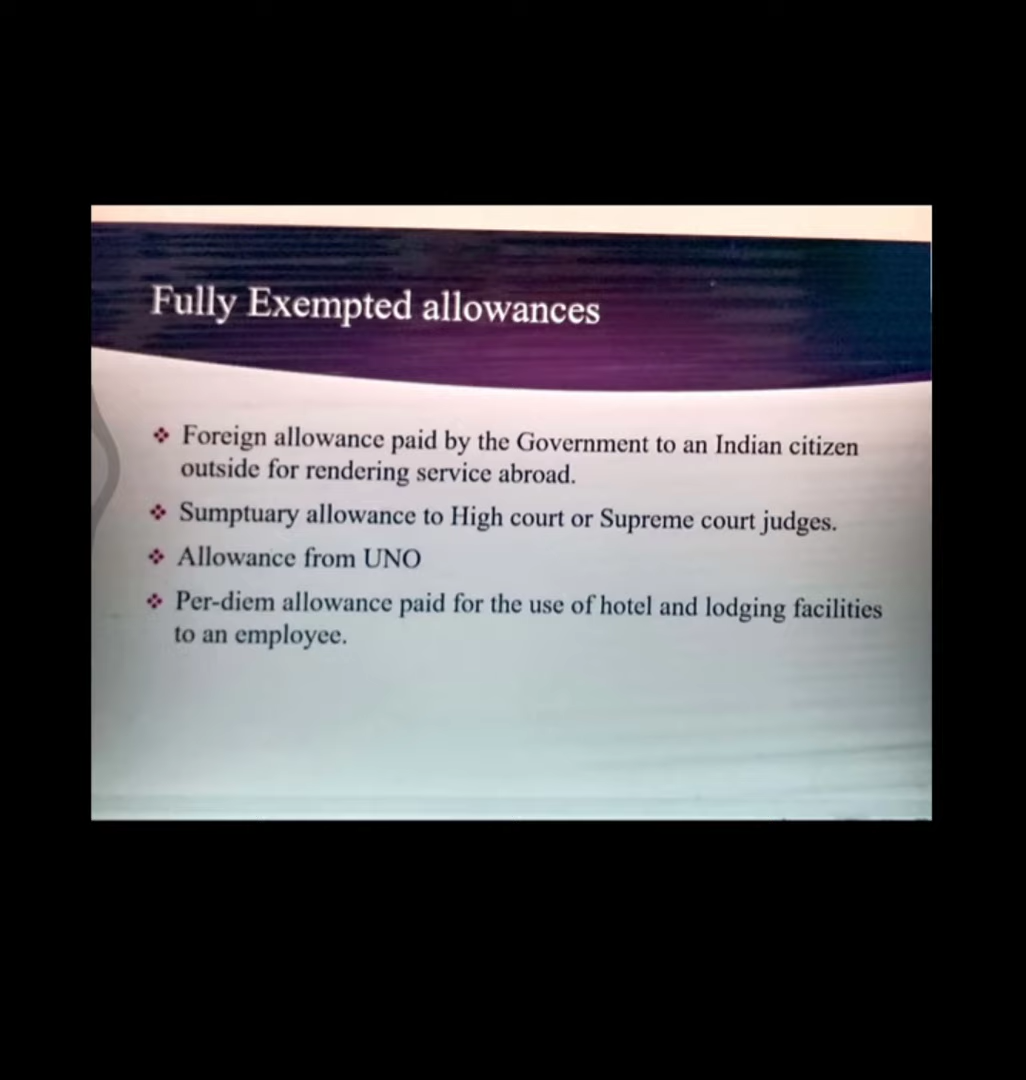 Fully Exempted allowances
Foreign allowance paid by the Government to an Indian citizen
outside for rendering service abroad.
Sumptuary allowance to High court or Supreme court judges.
Allowance from UNO
Per-diem allowance paid for the use of hotel and lodging facilities
to an employee.